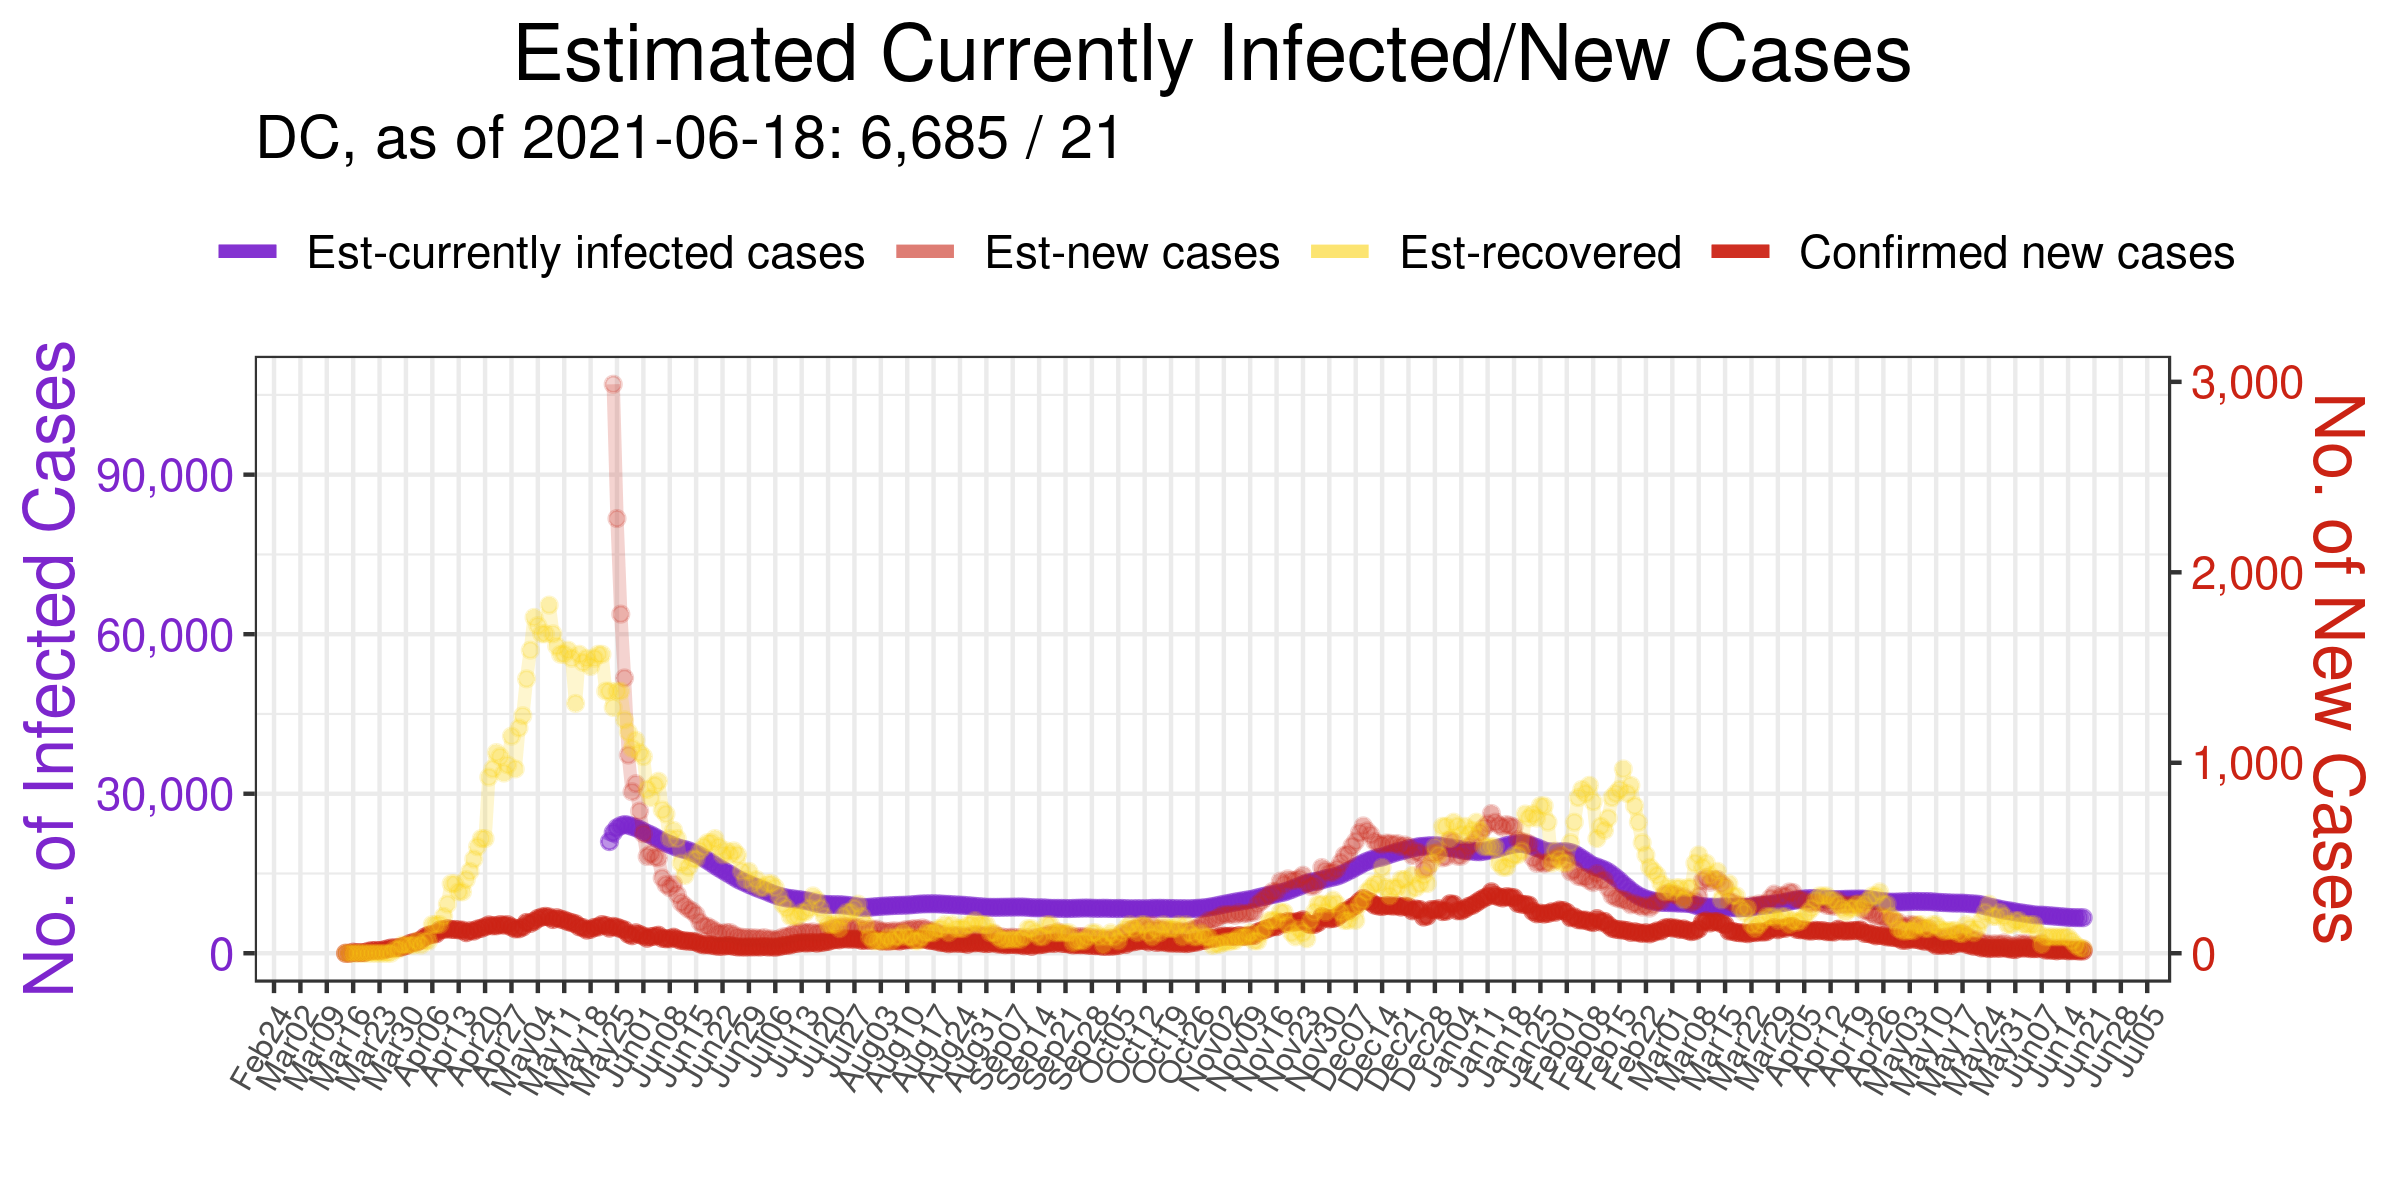 Estimated Currently Infected/New Cases
DC, as of 2021-06-18: 6,685 / 21
Est-currently infected cases Est-new cases Est-recovered Confirmed new cases
No. of Infected Cases
90,000
60,000
30,000
0
3,000
2,000
1,000
0
No. of New Cases
Feb24
Mar02
Mar09
Mar16
Mar23
Mar30
Apr06
Apr13
Apr20
Apr27
May04
May11
May18
May25
Jun01
Jun08
Jun15
Jun22
Jun29
Jul06
Jul13
Jul20
Jul27
Aug03
Aug10
Aug17
Aug24
Aug31
Sep07
Sep14
Sep21
Sep28
Oct05
Oct12
Oct19
Oct26
Nov02
Nov09
Nov16
Nov23
Nov30
Dec07
Dec14
Dec21
Dec28
Jan04
Jan11
Jan18
Jan25
Feb01
Feb08
Feb15
Feb22
Mar01
Mar08
Mar15
Mar22
Mar29
Apr05
Apr12
Apr19
Apr26
May03
May10
May17
May24
May31
Jun07
Jun14
Jun21
Jun28
Jul05